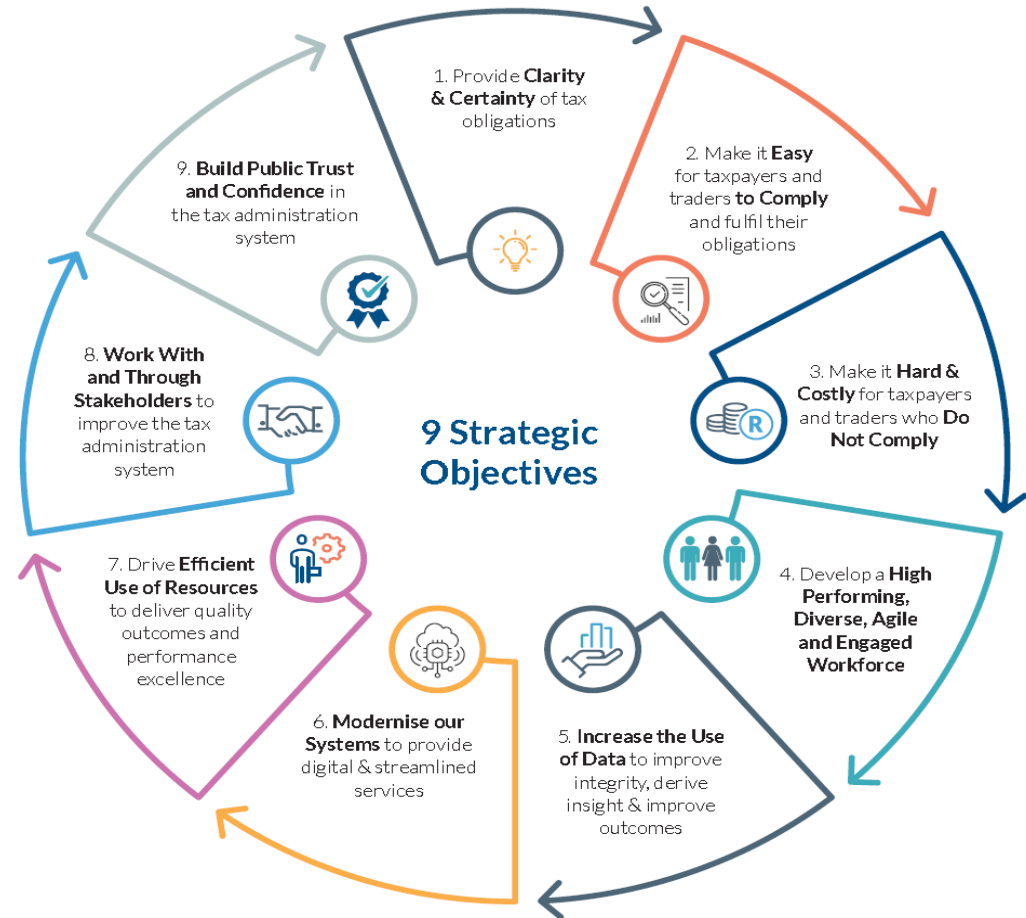 1. Provide Clarity
& Certainty of tax
obligations
2. Make it Easy
for taxpayers and
traders to Comply
and fulfil their
obligations
3. Make it Hard &
Costly for taxpayers
and traders who Do
Not Comply
R
4. Develop a High
Performing,
Diverse, Agile
and Engaged
Workforce
5. Increase the Use
of Data to improve
integrity, derive
insight & improve
outcomes
6. Modernise our
Systems to provide
digital & streamlined
services
7. Drive Efficient
Use of Resources
to deliver quality
outcomes and
performance
excellence
8. Work With
and Through
Stakeholders to
improve the tax
administration
system
9. Build Public Trust
and Confidence in
the tax administration
system
9 Strategic
Objectives